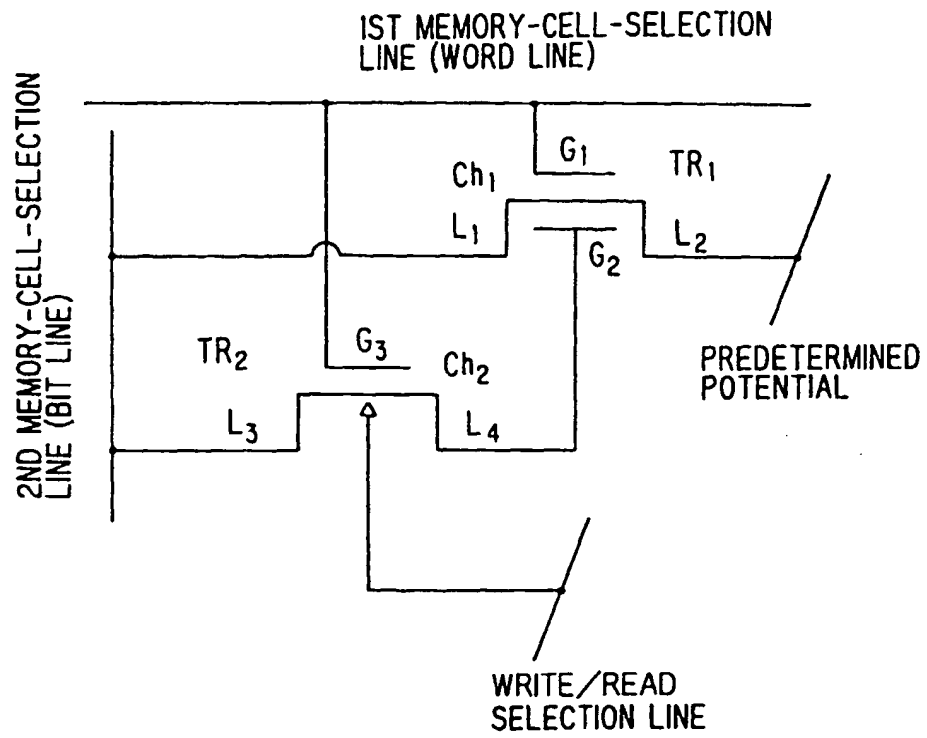 1ST MEMORY-CELL-SELECTION
LINE (WORD LINE)
2ND MEMORY-CELL-SELECTION
LINE (BIT LINE)
G1
TR1
Ch1
L1
G2
L2
TR2
G3
Ch2
L3
L4
PREDETERMINED
POTENTIAL
WRITE/READ
SELECTION LINE